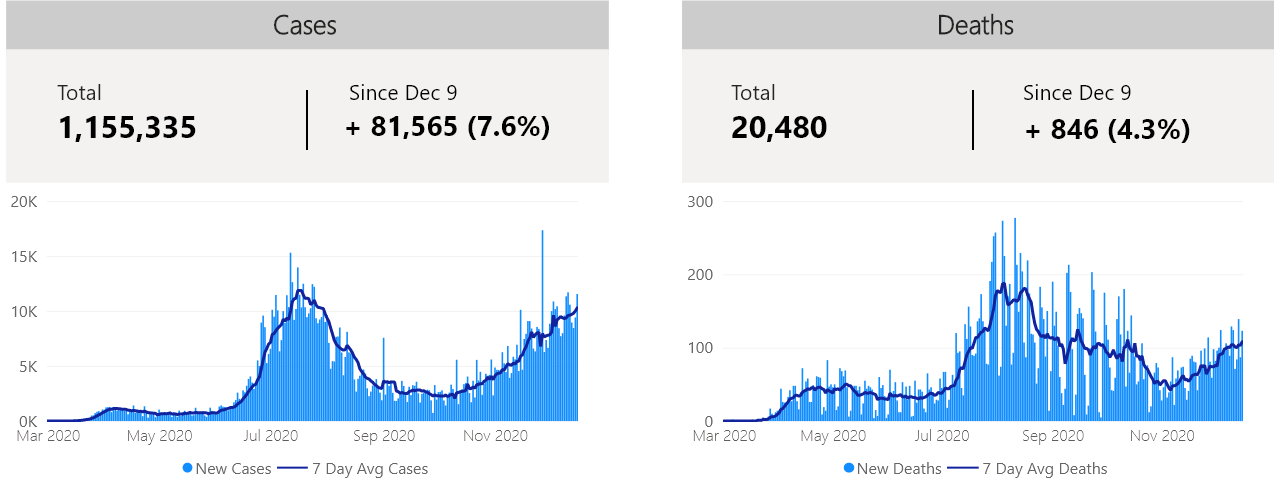 Cases
Total
1,155,335
Since Dec 9
+ 81,565 (7.6%)
20K
15K
10K
5K
0K
Mar 2020 May 2020 Jul 2020 Sep 2020 Nov 2020
New Cases 7 Day Avg Cases
Deaths
Total
20,480
Since Dec 9
+ 846 (4.3%)
300
200
100
0
Mar 2020 May 2020 Jul 2020 Sep 2020 Nov 2020
New Deaths 7 Day Avg Deaths